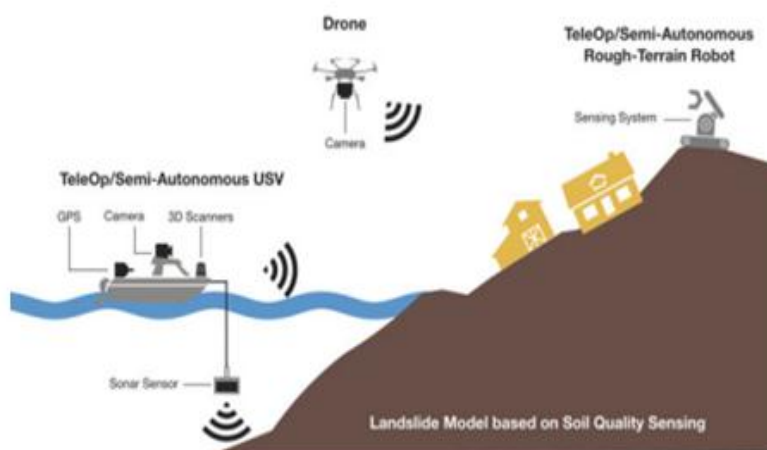 Drone
Camera
TeleOp/Semi-Autonomous
Rough-Terrain Robot
Sensing System
TeleOp/Semi-Autonomous USV
GPS
Camera
3D Scanners
Sonar Sensor
Landslide Model based on Soil Quality Sensing